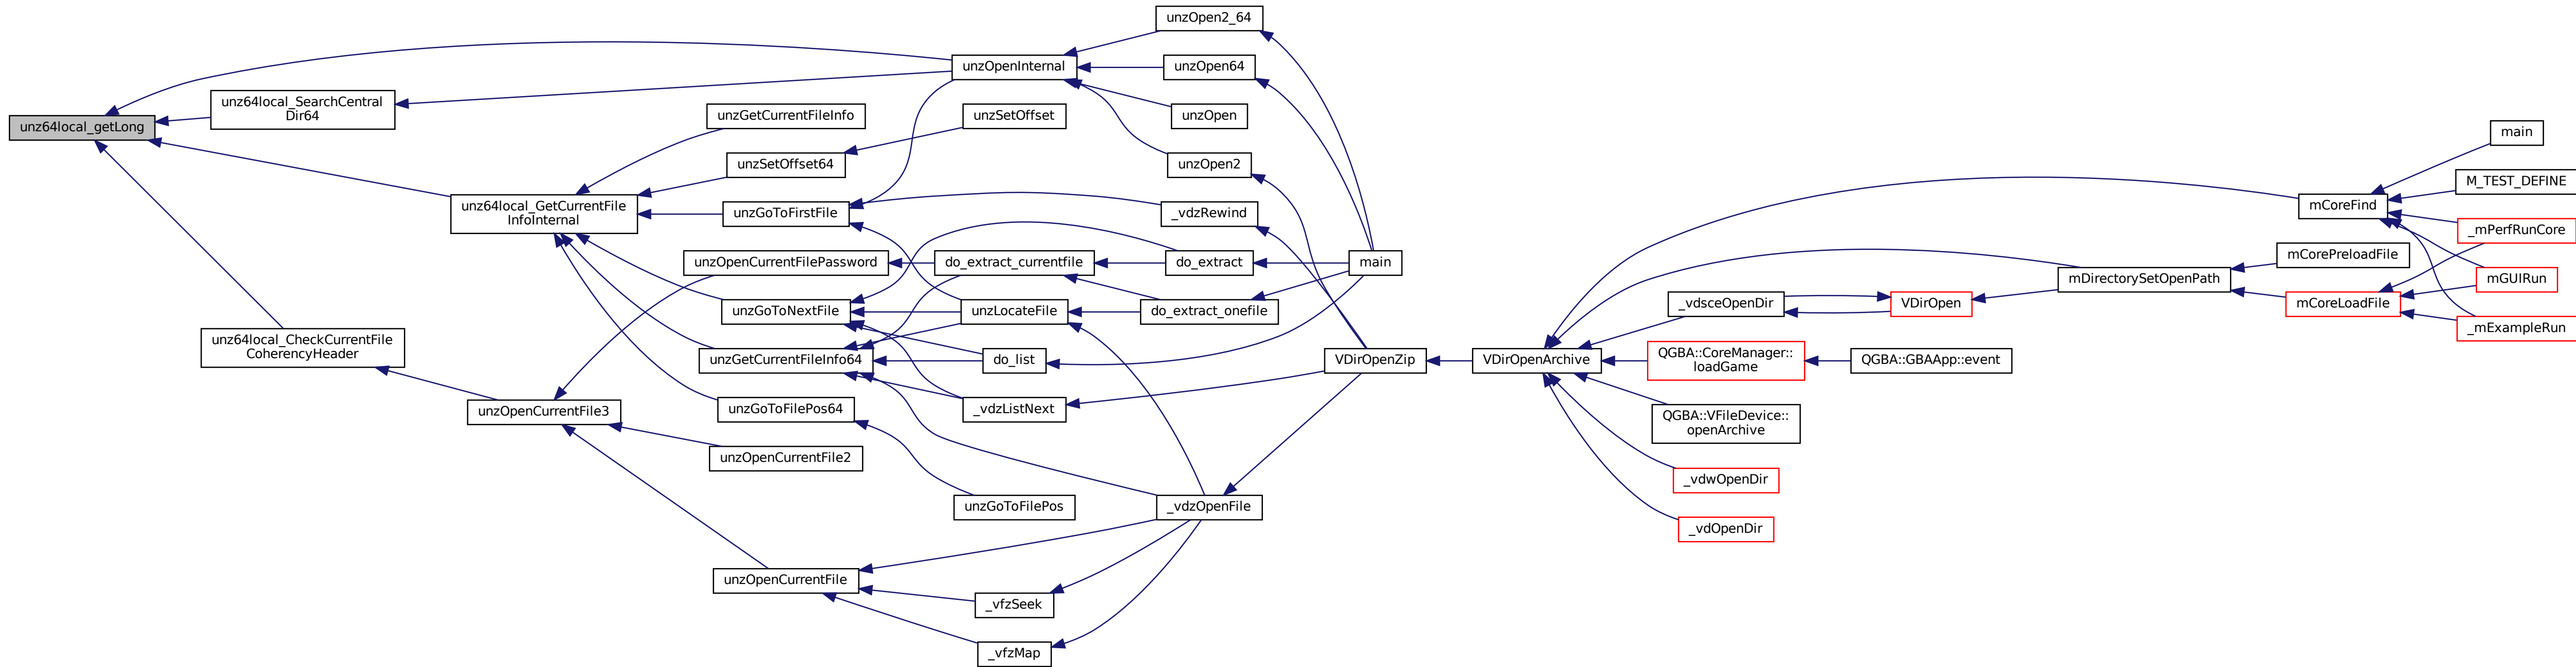 unz64local_getLong
unz64local_SearchCentral
Dir64
unz64local_GetCurrentFile
InfoInternal
unz64local_CheckCurrentFile
CoherencyHeader
unzOpenCurrentFile3
unzOpenInternal
unzGetCurrentFileInfo
unzSetOffset64
unzSetOffset
unzGoToFirstFile
unzOpenCurrentFilePassword
unzGoToNextFile
unzGetCurrentFileInfo64
unzGoToFilePos64
unzOpenCurrentFile2
unzGoToFilePos
unzOpenCurrentFile
_vfzSeek
_vfzMap
do_extract_currentfile
unzLocateFile
do_list
_vdzListNext
unzOpen2_64
unzOpen64
unzOpen
unzOpen2
_vdzRewind
do_extract
do_extract_onefile
_vdzOpenFile
main
VDirOpenZip
VDirOpenArchive
_vdsceOpenDir
QGBA::CoreManager::
loadGame
QGBA::VFileDevice::
openArchive
_vdwOpenDir
_vdOpenDir
VDirOpen
QGBA::GBAApp::event
mDirectorySetOpenPath
mCoreFind
mCorePreloadFile
mCoreLoadFile
main
M_TEST_DEFINE
_mPerfRunCore
mGUIRun
_mExampleRun